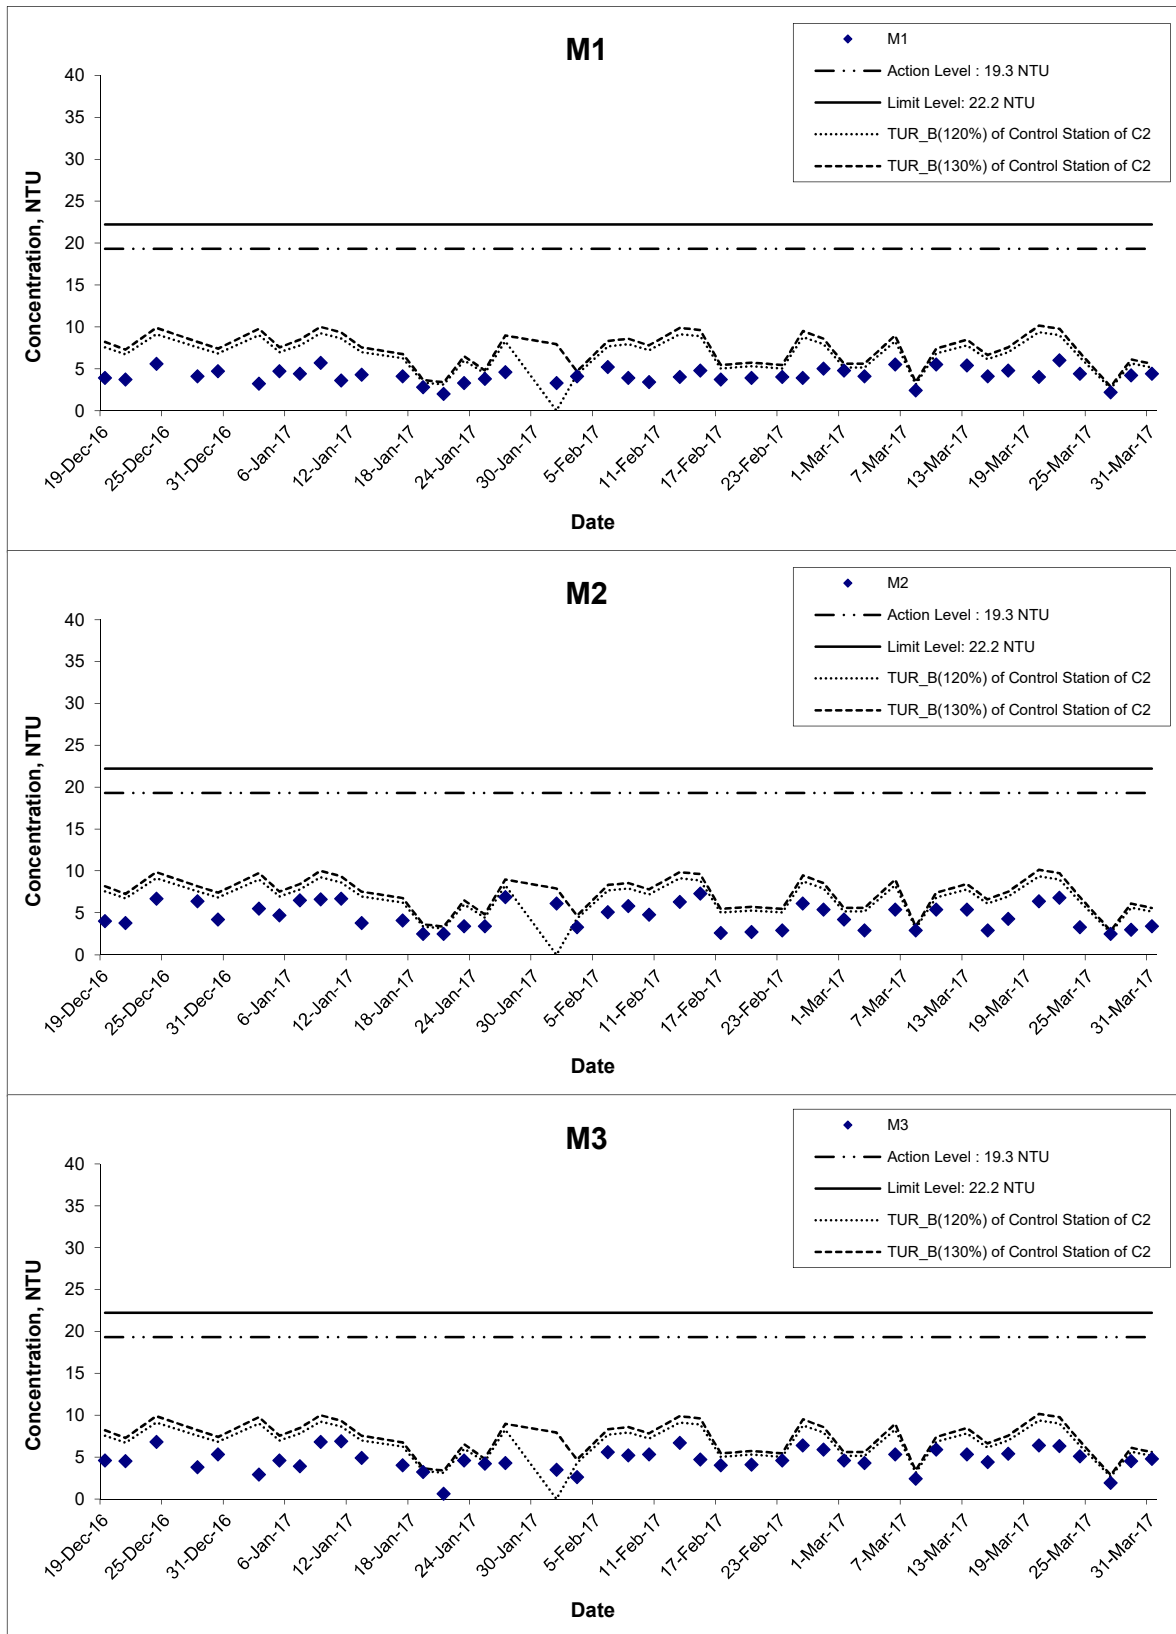 M1
M1
Action Level : 19.3 NTU
Limit Level: 22.2 NTU
TUR_B(120%) of Control Station of C2
TUR_B(130%) of Control Station of C2
Concentration, NTU
40
35
30
25
20
15
10
5
0
19-Dec-16
25-Dec-16
31-Dec-16
6-Jan-17
12-Jan-17
18-Jan-17
24-Jan-17
30-Jan-17
5-Feb-17
11-Feb-17
17-Feb-17
23-Feb-17
1-Mar-17
7-Mar-17
13-Mar-17
19-Mar-17
25-Mar-17
31-Mar-17
Date
M2
M2
Action Level : 19.3 NTU
Limit Level: 22.2 NTU
TUR_B(120%) of Control Station of C2
TUR_B(130%) of Control Station of C2
Concentration, NTU
40
35
30
25
20
15
10
5
0
19-Dec-16
25-Dec-16
31-Dec-16
6-Jan-17
12-Jan-17
18-Jan-17
24-Jan-17
30-Jan-17
5-Feb-17
11-Feb-17
17-Feb-17
23-Feb-17
1-Mar-17
7-Mar-17
13-Mar-17
19-Mar-17
25-Mar-17
31-Mar-17
Date
M3
M3
Action Level : 19.3 NTU
Limit Level: 22.2 NTU
TUR_B(120%) of Control Station of C2
TUR_B(130%) of Control Station of C2
Concentration, NTU
40
35
30
25
20
15
10
5
0
19-Dec-16
25-Dec-16
31-Dec-16
6-Jan-17
12-Jan-17
18-Jan-17
24-Jan-17
30-Jan-17
5-Feb-17
11-Feb-17
17-Feb-17
23-Feb-17
1-Mar-17
7-Mar-17
13-Mar-17
19-Mar-17
25-Mar-17
31-Mar-17
Date